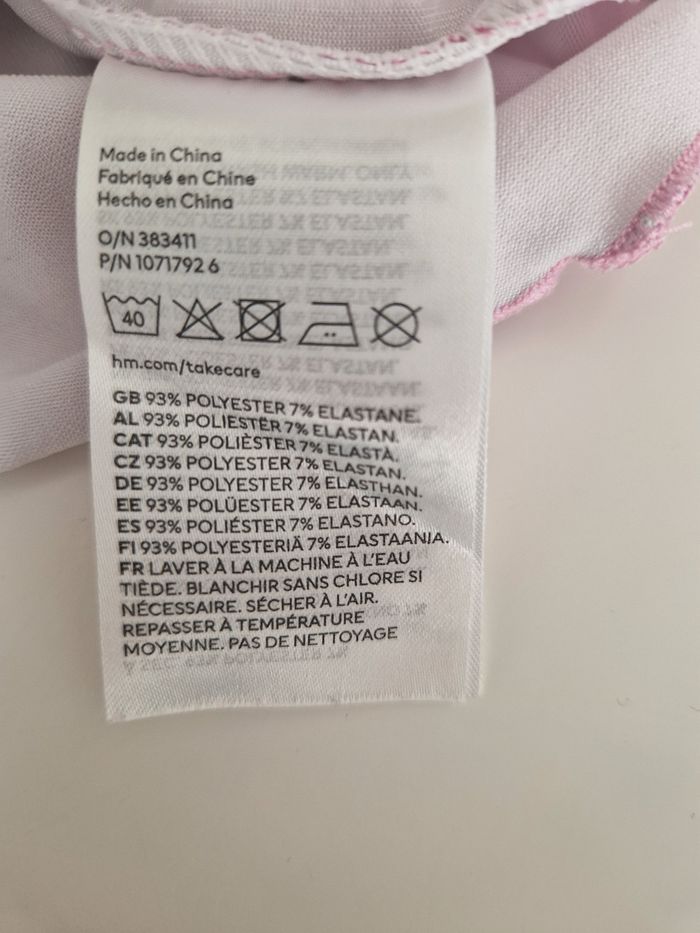 Made in China
Fabriqué en Chine
Hecho en China
O/N 383411
P/N 1071792 6
40
hm.com/takecare
GB 93% POLYESTER 7% ELASTANE.
AL 93% POLIESTËR 7% ELASTAN.
CAT 93% POLIÈSTER 7% ELASTÀ.
CZ 93% POLYESTER 7% ELASTAN.
DE 93% POLYESTER 7% ELASTHAN.
EE 93% POLÜESTER 7% ELASTAAN.
ES 93% POLIÉSTER 7% ELASTANO.
FI 93% POLYESTERIÄ 7% ELASTAANIA.
FR LAVER À LA MACHINE À L'EAU
TIÈDE. BLANCHIR SANS CHLORE SI
NÉCESSAIRE. SÉCHER À L'AIR.
REPASSER À TEMPÉRATURE
MOYENNE. PAS DE NETTOYAGE